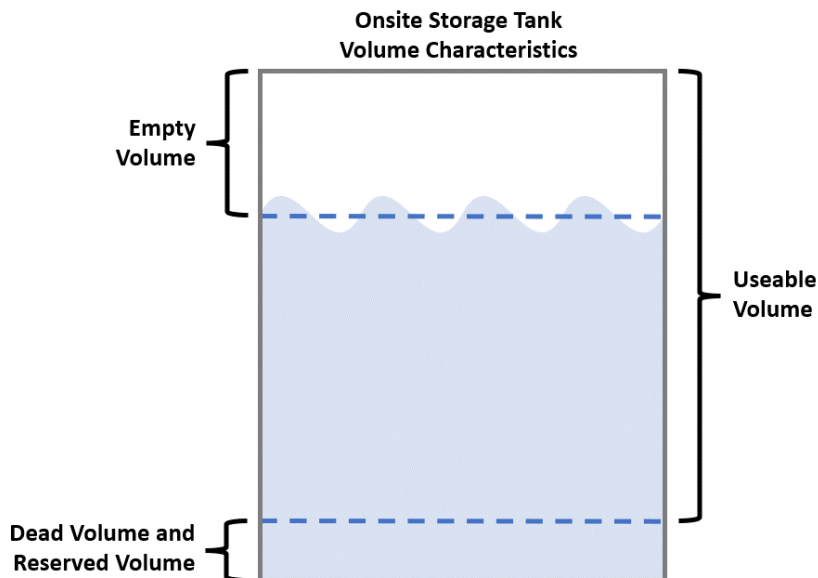 Onsite Storage Tank
Volume Characteristics
Empty
Volume
Useable
Volume
Dead Volume and
Reserved Volume